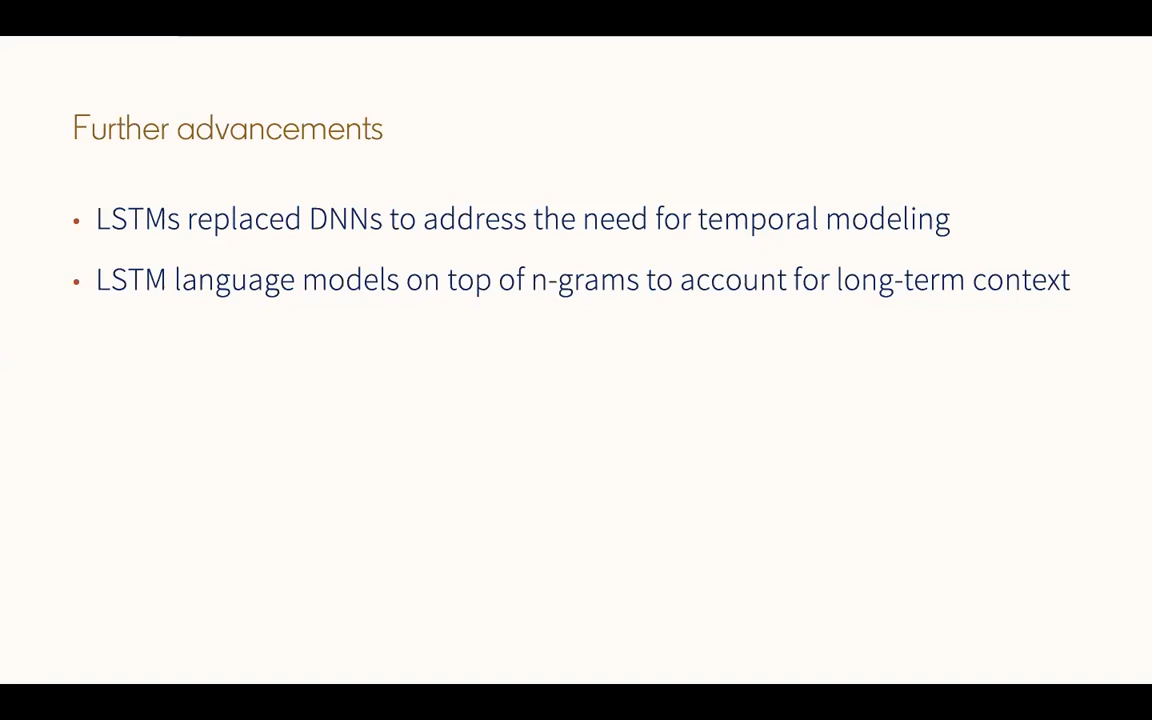 Further advancements
• LSTMs replaced DNNs to address the need for temporal modeling
• LSTM language models on top of n-grams to account for long-term context